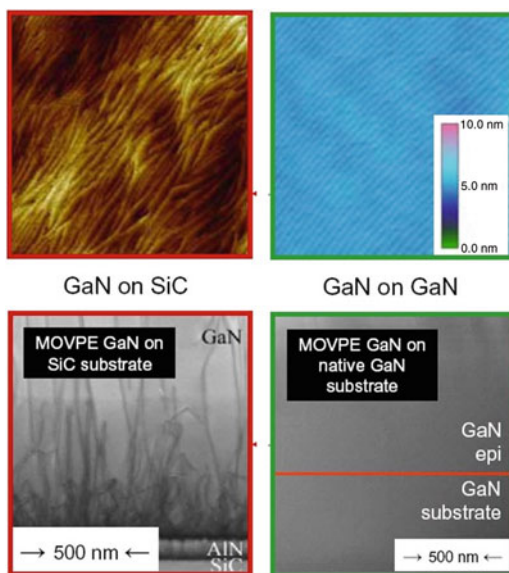 10.0 nm
5.0 nm
0.0 nm
GaN on SiC
GaN on GaN
MOVPE GaN on
SiC substrate
GaN
→ 500 nm ←
AlN
SiC
MOVPE GaN on
native GaN
substrate
GaN
epi
GaN
substrate
→ 500 nm ←